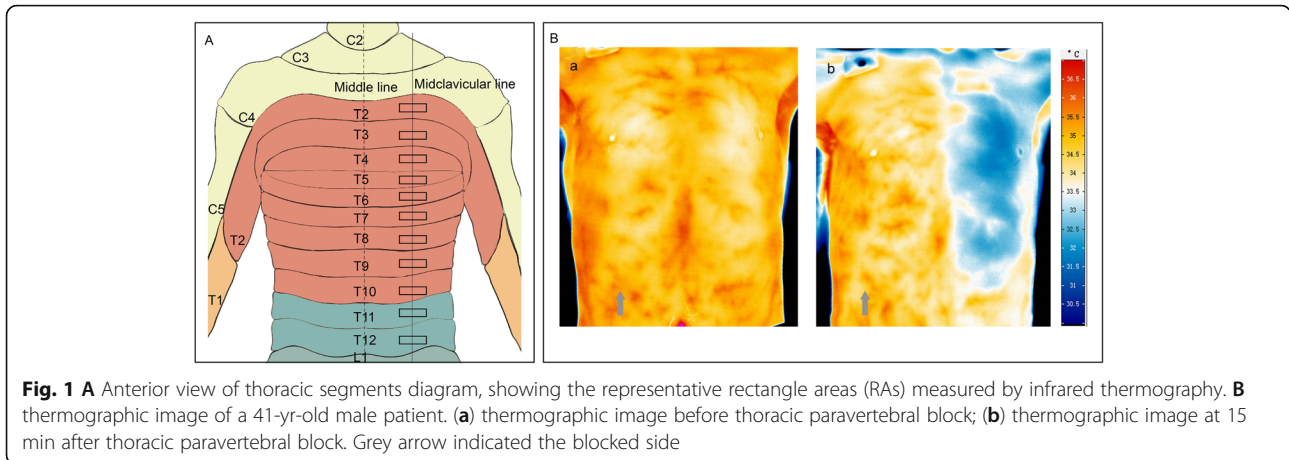 A
C2
C3
Middle line
Midclavicular line
T2
C4
T3
T4
T5
T6
C5
T7
T2
T8
T9
T1
T10
T11
T12
L1
B
a
b
° c
36.5
36
35.5
35
34.5
34
33.5
33
32.5
32
31.5
31
30.5
Fig. 1 A Anterior view of thoracic segments diagram, showing the representative rectangle areas (RAs) measured by infrared thermography. B
thermographic image of a 41-yr-old male patient. (a) thermographic image before thoracic paravertebral block; (b) thermographic image at 15
min after thoracic paravertebral block. Grey arrow indicated the blocked side